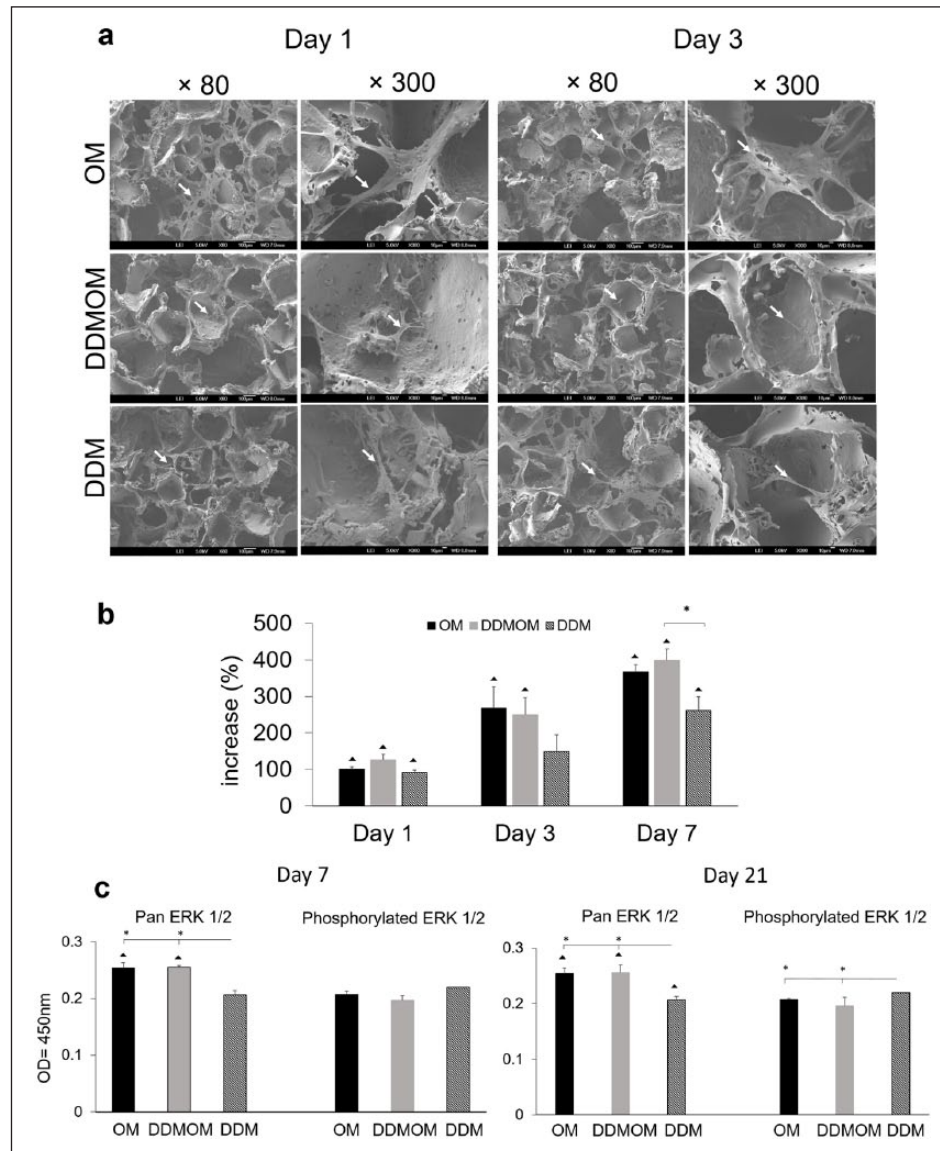 a
Day 1 Day 3
× 80 × 300 × 80 × 300
OM
DDMOM
DDM
b
OM DDMOM DDM
*
increase (%)
500
400
300
200
100
0
Day 1 Day 3 Day 7
c
Day 7 Day 21
Pan ERK 1/2 Phosphorylated ERK 1/2 Pan ERK 1/2 Phosphorylated ERK 1/2
* * * * * *
OD= 450nm
0.3 0.3
0.2 0.2
0.1 0.1
0 0
OM DDMOM DDM OM DDMOM DDM OM DDMOM DDM OM DDMOM DDM